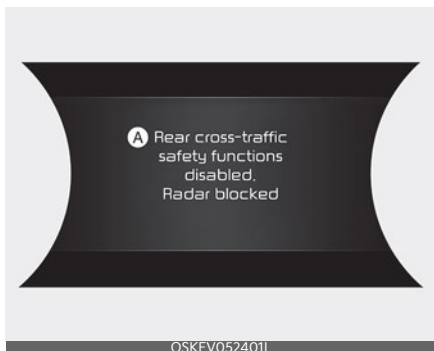 A Rear cross-traffic
safety functions
disabled.
Radar blocked
OSKEV052401L